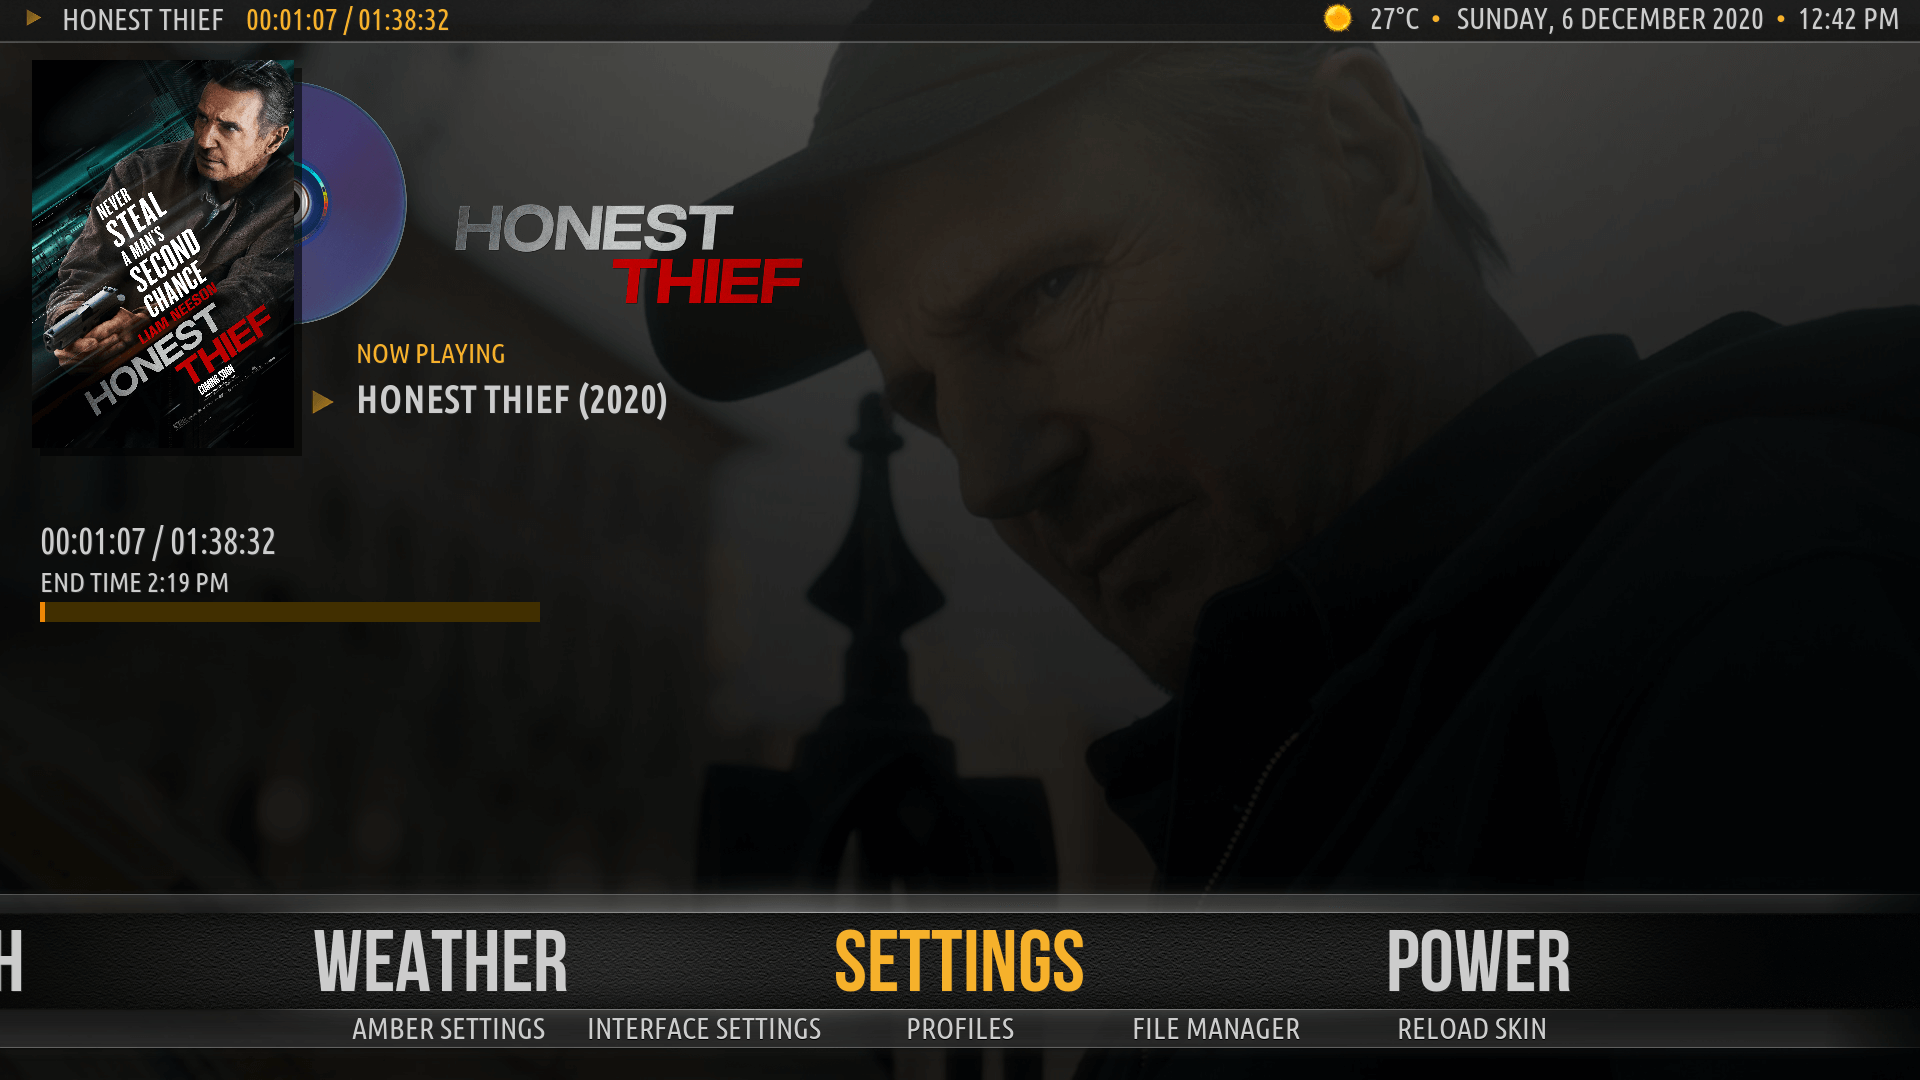 HONEST THIEF 00:01:07 / 01:38:32
27°C • SUNDAY, 6 DECEMBER 2020 • 12:42 PM
NEVER
STEAL
A MAN'S
SECOND
CHANCE
LIAM NEESON
HONEST
THIEF
COMING SOON
HONEST
THIEF
NOW PLAYING
HONEST THIEF (2020)
00:01:07 / 01:38:32
END TIME 2:19 PM
H WEATHER SETTINGS POWER
AMBER SETTINGS INTERFACE SETTINGS PROFILES FILE MANAGER RELOAD SKIN